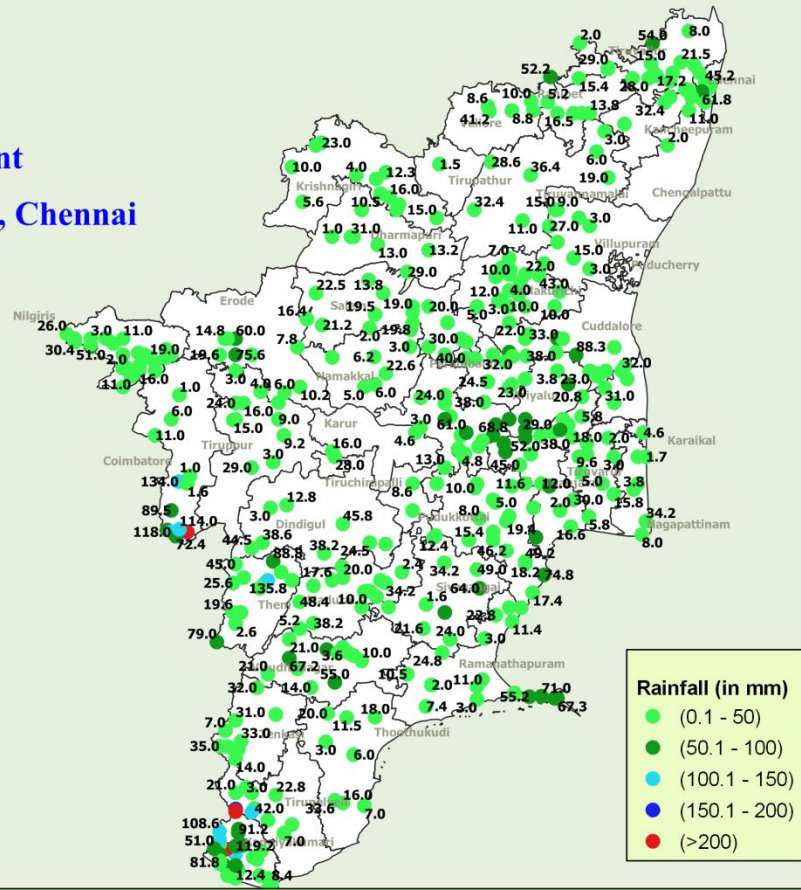 nt
, Chennai
2.0 54.0 8.0
29.0 15.0 21.5
52.2 15.4 28.0 17.2 45.2
8.6 10.0 5.2 13.8 32.4 61.8
41.2 8.8 16.5 11.0
Vellore Kancheepuram
3.0 2.0
23.0
10.0 4.0 12.3 1.5 28.6 36.4 6.0
Krishnagiri Tirupathur 19.0
16.0 Tiruvannamalai Chengalpattu
5.6 10.5 15.0 32.4 15.0 9.0 3.0
11.0 27.0
1.0 31.0 Dharmapuri Villupuram
13.0 13.2 7.0 15.0
Puducherry
29.0 10.0 22.0 3.0
22.5 13.8 12.0 4.0 43.0
Erode
Nilgiris 16.4 19.5 19.0 20.0 3.0 10.0
5.0 10.0
26.0 3.0 11.0 14.8 60.0 21.2 19.8 22.0 33.0 Cuddalore
7.8 2.0 30.0 88.3
30.4 51.0 2.0 19.0 19.6 75.6 3.0 40.0 38.0
6.2 32.0 32.0
11.0 16.0 3.0 Namakkal 22.6 24.5 3.8 23.0
1.0 4.0 6.0 10.2 5.0 6.0 24.0 23.0 20.8 31.0
24.0 16.0 38.0
6.0 9.0 Karur 3.0 61.0 68.8 29.0 5.8
15.0 4.6 Karaikal
11.0 Tiruppur 9.2 4.6 52.0 38.0 18.0 2.0
16.0 1.7
Coimbatore 3.0 13.0 4.8 45.0 9.6 3.0
1.0 29.0 28.0
134.0 Tiruchirapalli 10.0 11.6 12.0 5.0 3.8
1.6 12.8 8.6 5.0 2.0 30.0 15.8
89.5 3.0 Dindigul 45.8 8.0 34.2
114.0 Pudukkottai 19.4 5.8 Nagapattinam
118.0 44.5 38.6 15.4 16.6 8.0
72.4 38.2 24.5 12.4 46.2 49.2
45.0 17.6 20.0 2.4 34.2 49.0 18.2 74.8
25.6 135.8 64.0
Theni 48.4 10.0 34.2 1.6 17.4
19.6 5.2 38.2 21.6 24.0 22.8 11.4
79.0 2.6 3.0
21.0 3.6 10.0 24.8 Ramanathapuram
21.0 67.2 10.5
32.0 14.0 55.0 2.0 11.0 55.2 71.0
67.3
31.0 20.0 18.0 7.4 3.0
7.0 11.5 Thoothukudi
33.0
35.0 3.0 6.0
14.0
21.0 3.0 22.8
16.0
42.0 33.6 7.0
108.6 91.2
51.0 119.2 7.0
81.8
12.4 8.4
Rainfall (in mm)
(0.1 - 50)
(50.1 - 100)
(100.1 - 150)
(150.1 - 200)
(>200)